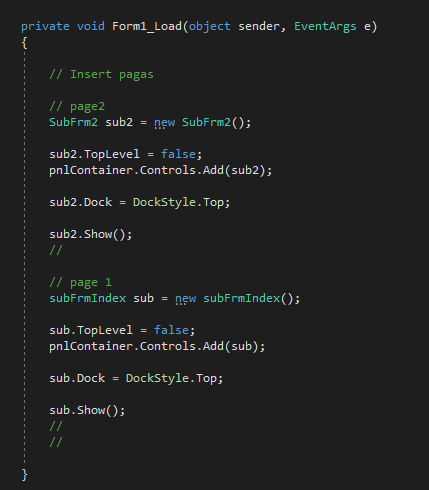 private void Form1_Load(object sender, EventArgs e)
{
// Insert pagas
// page2
SubFrm2 sub2 = new SubFrm2();
sub2.TopLevel = false;
pnlContainer.Controls.Add(sub2);
sub2.Dock = DockStyle.Top;
sub2.Show();
//
// page 1
subFrmIndex sub = new subFrmIndex();
sub.TopLevel = false;
pnlContainer.Controls.Add(sub);
sub.Dock = DockStyle.Top;
sub.Show();
//
//
}